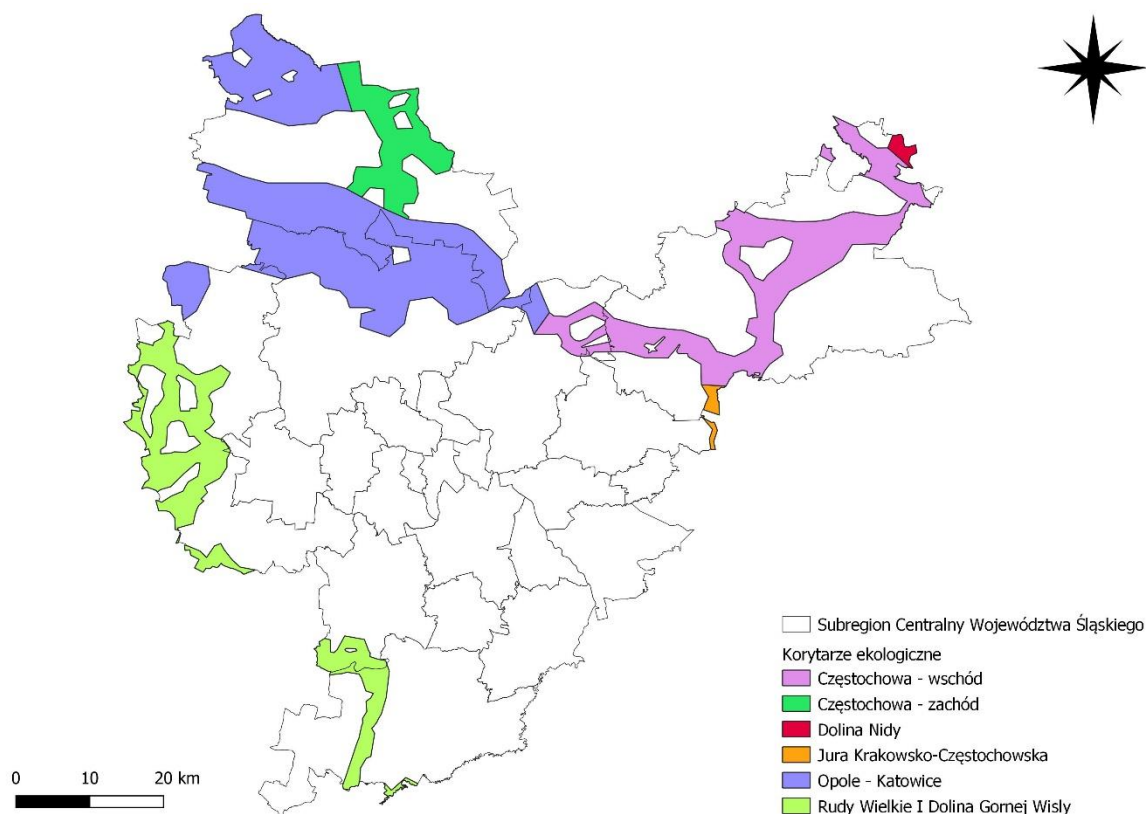 Subregion Centralny Województwa Śląskiego
Korytarze ekologiczne
Częstochowa - wschód
Częstochowa - zachód
Dolina Nidy
Jura Krakowsko-Częstochowska
Opole - Katowice
Rudy Wielkie I Dolina Gornej Wisly
0 10 20 km